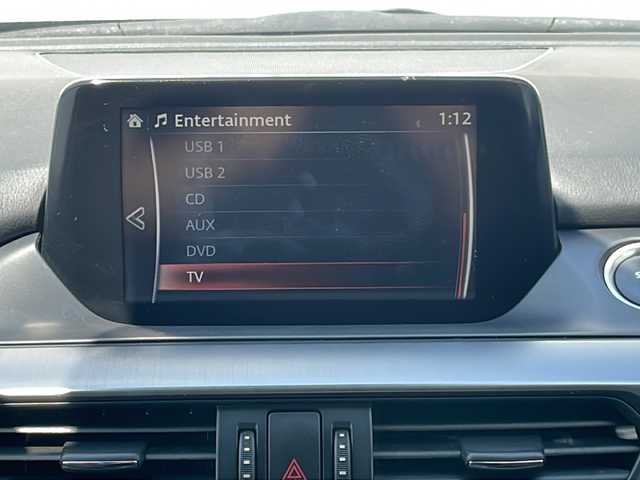 Entertainment 1:12
USB 1
USB 2
CD
AUX
DVD
TV